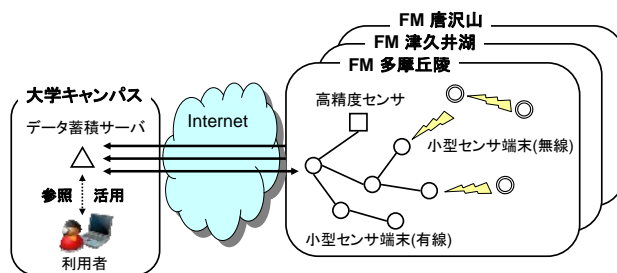 FM 唐沢山
FM 津久井湖
FM 多摩丘陵
大学キャンパス
データ蓄積サーバ
Internet
高精度センサ
小型センサ端末(無線)
参照 活用
利用者
小型センサ端末(有線)